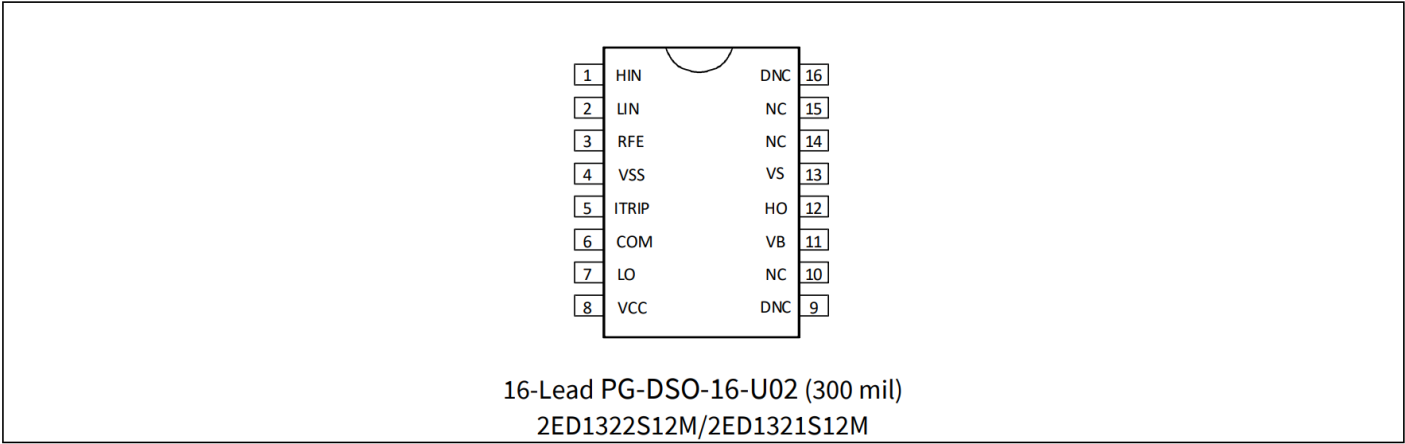 1 HIN DNC 16
2 LIN NC 15
3 RFE NC 14
4 VSS VS 13
5 ITRIP HO 12
6 COM VB 11
7 LO NC 10
8 VCC DNC 9
16-Lead PG-DSO-16-U02 (300 mil)
2ED1322S12M/2ED1321S12M